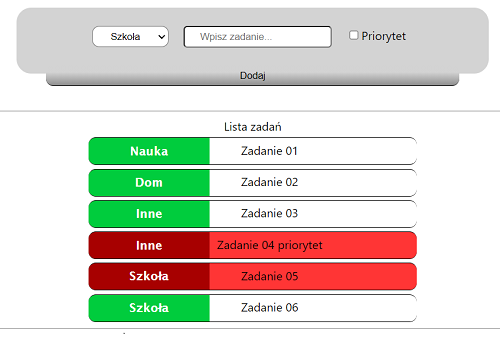 Szkoła Wpisz zadanie... Priorytet
Dodaj
Lista zadań
Nauka Zadanie 01
Dom Zadanie 02
Inne Zadanie 03
Inne Zadanie 04 priorytet
Szkoła Zadanie 05
Szkoła Zadanie 06